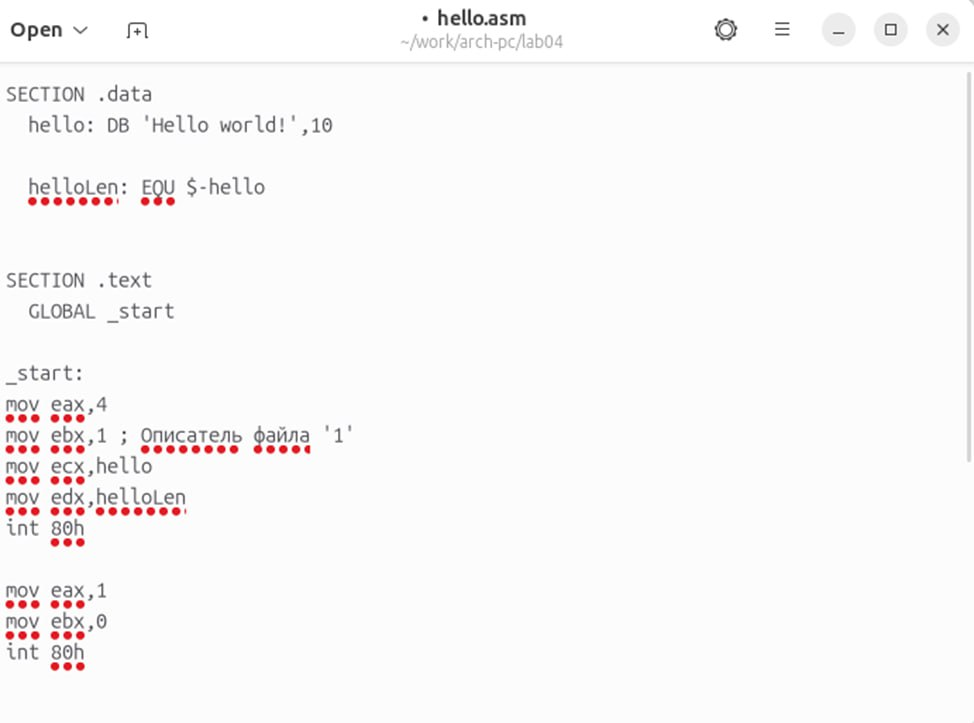 Open
• hello.asm
~/work/arch-pc/lab04
SECTION .data
hello: DB 'Hello world!',10
helloLen: EQU $-hello
SECTION .text
GLOBAL _start
_start:
mov eax,4
mov ebx,1 ; Описатель файла '1'
mov ecx,hello
mov edx,helloLen
int 80h
mov eax,1
mov ebx,0
int 80h